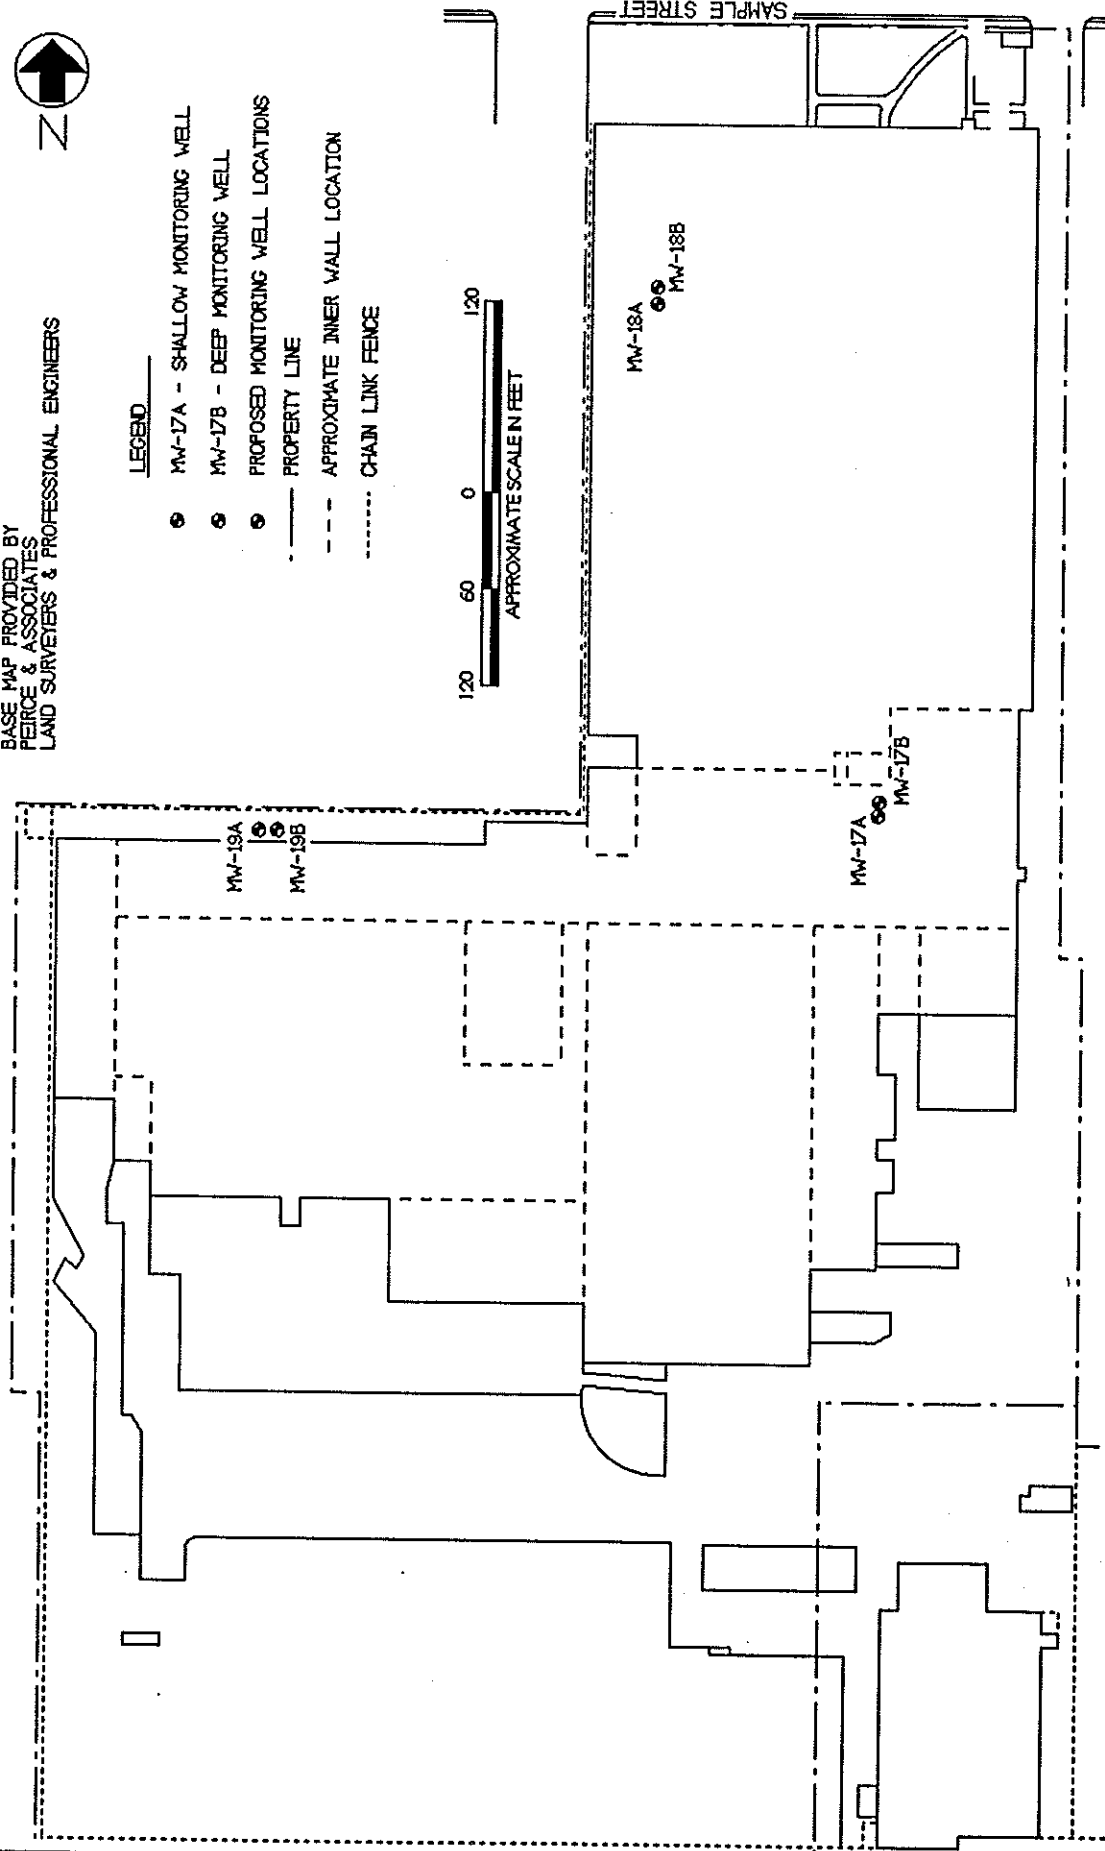 BASE MAP PROVIDED BY
PEIRCE & ASSOCIATES
LAND SURVEYERS & PROFESSIONAL ENGINEERS
N
LEGEND
MW-17A - SHALLOW MONITORING WELL
MW-17B - DEEP MONITORING WELL
PROPOSED MONITORING WELL LOCATIONS
PROPERTY LINE
APPROXIMATE INNER WALL LOCATION
CHAIN LINK FENCE
120 60 0 120
APPROXIMATE SCALE IN FEET
SAMPLE STREET
MW-19A
MW-19B
MW-18A
MW-18B
MW-17A
MW-17B